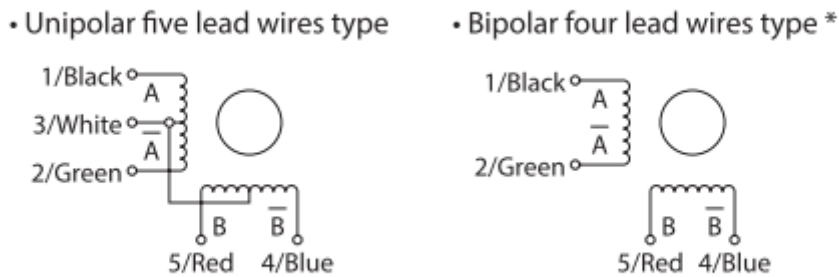 • Unipolar five lead wires type
1/Black
A
3/White
A̅
2/Green
B
B̅
5/Red
4/Blue
• Bipolar four lead wires type *
1/Black
A
A̅
2/Green
B
B̅
5/Red
4/Blue